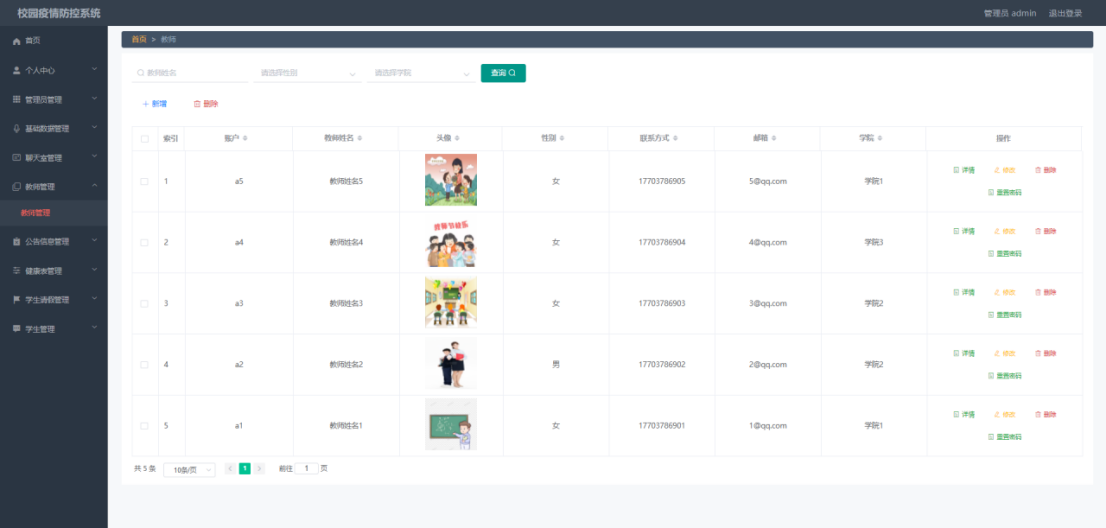 校园疫情防控系统
管理员 admin 退出登录
首页
个人中心
管理员管理
基础数据管理
聊天室管理
教师管理
教师管理
公告信息管理
健康表管理
学生请假管理
学生管理
首页 > 教师
教师姓名 请选择性别 请选择学院 查询
+ 新增 删除
索引 账户 教师姓名 头像 性别 联系方式 邮箱 学院 操作
1 a5 教师姓名5 女 17703786905 5@qq.com 学院1 详情 修改 删除
重置密码
2 a4 教师姓名4 女 17703786904 4@qq.com 学院3 详情 修改 删除
重置密码
3 a3 教师姓名3 女 17703786903 3@qq.com 学院2 详情 修改 删除
重置密码
4 a2 教师姓名2 男 17703786902 2@qq.com 学院2 详情 修改 删除
重置密码
5 a1 教师姓名1 女 17703786901 1@qq.com 学院1 详情 修改 删除
重置密码
共 5 条 10条/页 < 1 > 前往 1 页